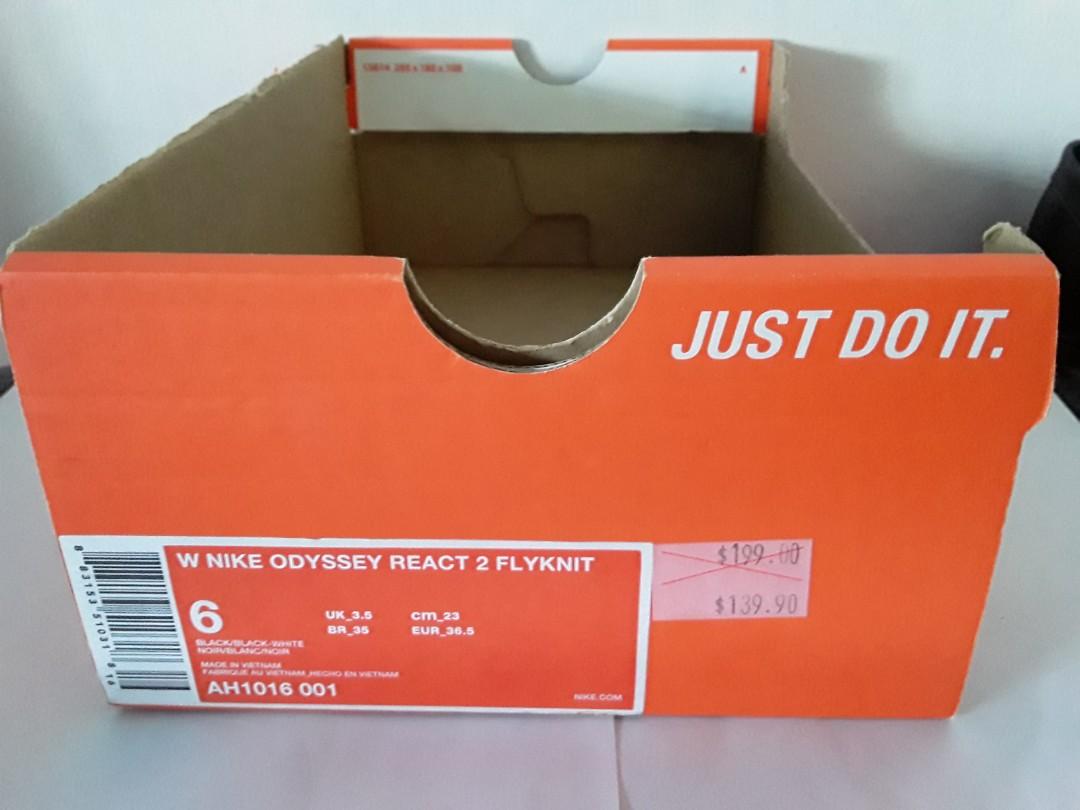 A
JUST DO IT.
W NIKE ODYSSEY REACT 2 FLYKNIT
6
UK_3.5 cm_23
BR_35 EUR_36.5
BLACK/BLACK-WHITE
NOIR/BLANC/NOIR
MADE IN VIETNAM
FABRIQUE AU VIETNAM_HECHO EN VIETNAM
AH1016 001
NIKE.COM
$199.00
$139.90